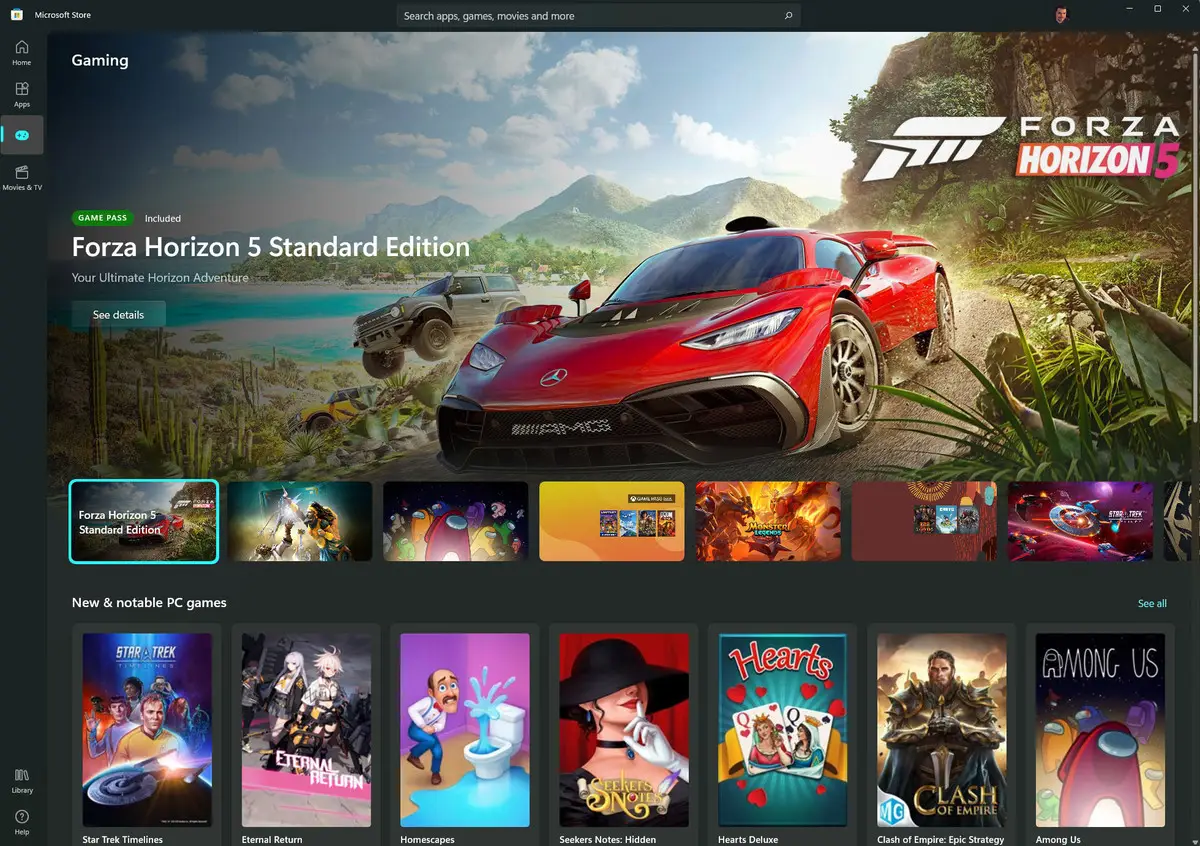 Microsoft Store
Search apps, games, movies and more
Home
Apps
Movies & TV
Library
Help
Gaming
FORZA
HORIZON 5
GAME PASS
Included
Forza Horizon 5 Standard Edition
Your Ultimate Horizon Adventure
See details
AMG
Forza Horizon 5
Standard Edition
GAME PASS
MONSTER
LEGENDS
STAR TREK
New & notable PC games
See all
STAR TREK
TIMELINES
ETERNAL
RETURN
SEEKERS
NOTES
Hearts
Q
Q
MG
CLASH
OF EMPIRE
AMONG US
Star Trek Timelines
Eternal Return
Homescapes
Seekers Notes: Hidden
Hearts Deluxe
Clash of Empire: Epic Strategy
Among Us